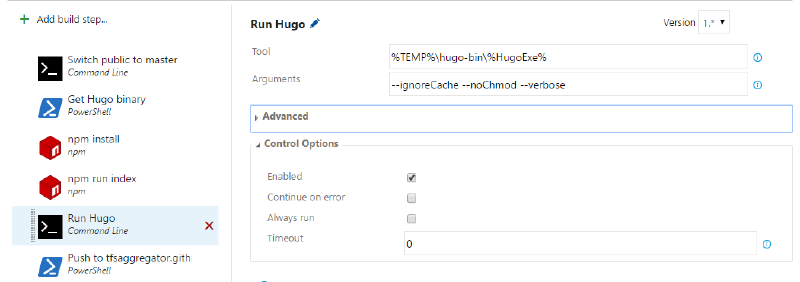 + Add build step...
Switch public to master
Command Line
Get Hugo binary
PowerShell
npm install
npm
npm run index
npm
Run Hugo
Command Line
Push to tfsaggregator.gith
PowerShell
Run Hugo
Version 1.*
Tool
%TEMP%\hugo-bin\%HugoExe%
Arguments
--ignoreCache --noChmod --verbose
Advanced
Control Options
Enabled
Continue on error
Always run
Timeout
0